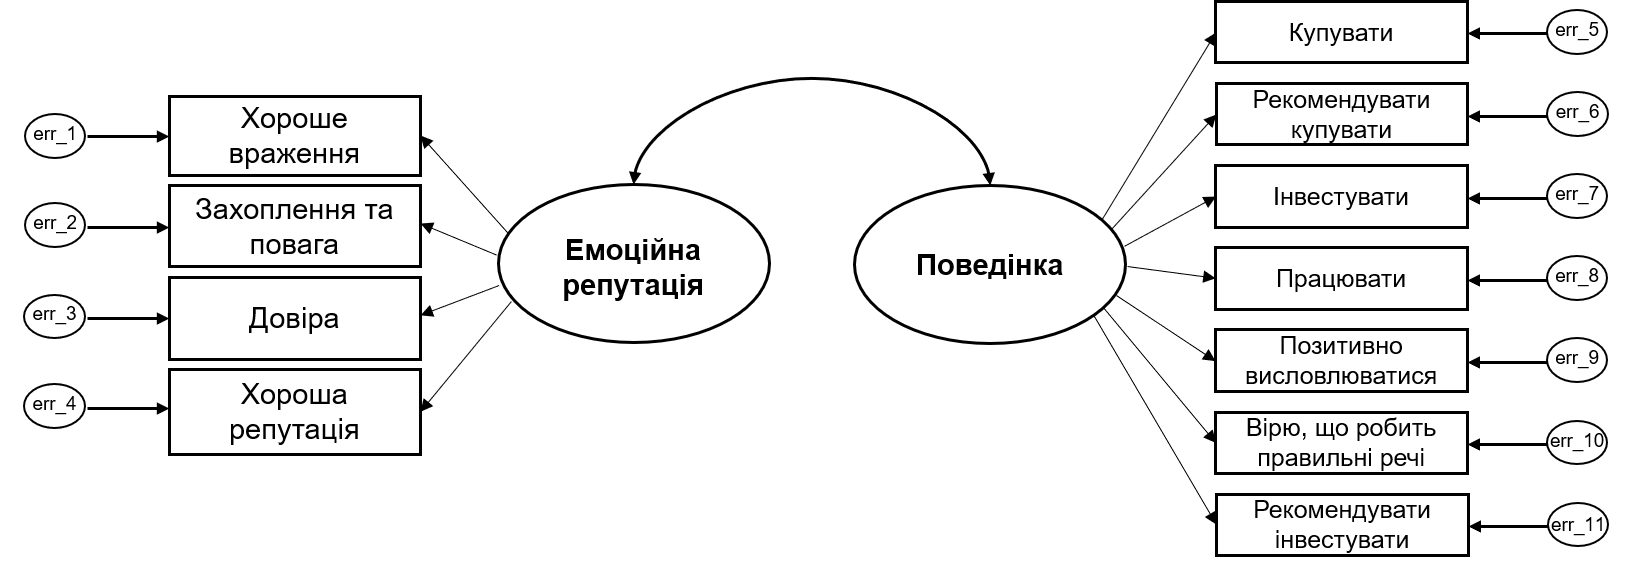 err_1
Хороше
враження
err_2
Захоплення та
повага
err_3
Довіра
err_4
Хороша
репутація
Емоційна
репутація
Поведінка
Купувати
err_5
Рекомендувати
купувати
err_6
Інвестувати
err_7
Працювати
err_8
Позитивно
висловлюватися
err_9
Вірю, що робить
правильні речі
err_10
Рекомендувати
інвестувати
err_11